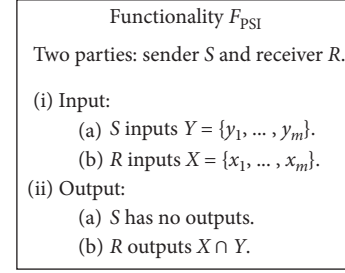 Functionality F_PSI
Two parties: sender S and receiver R.
(i) Input:
(a) S inputs Y = {y_1, ... , y_m}.
(b) R inputs X = {x_1, ... , x_m}.
(ii) Output:
(a) S has no outputs.
(b) R outputs X ∩ Y.